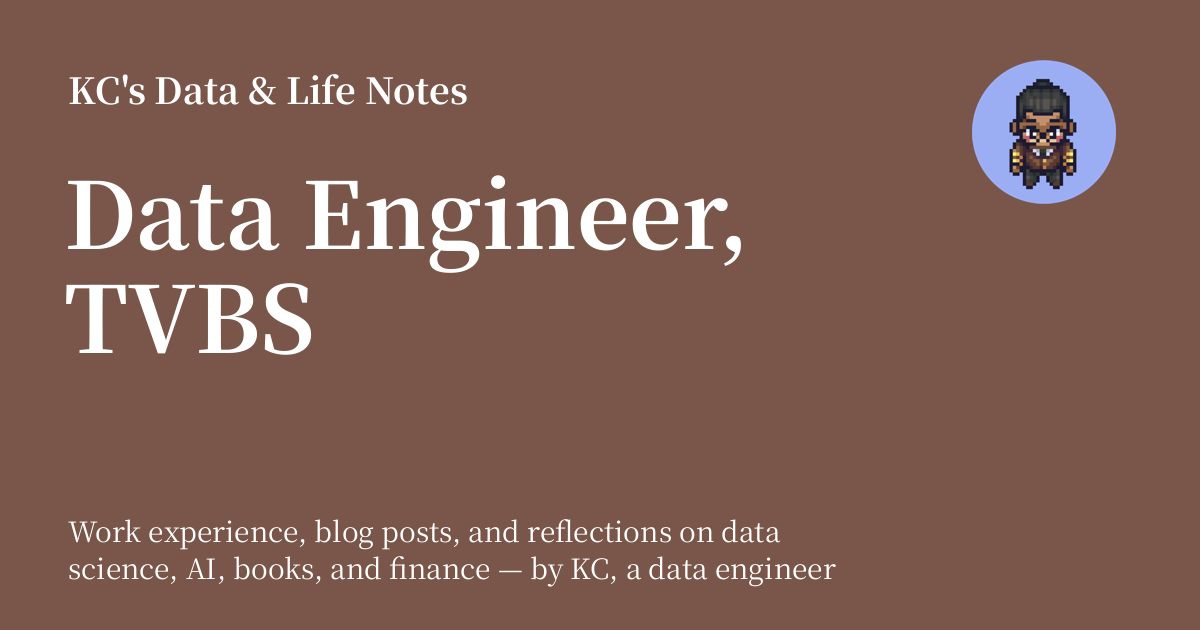 KC's Data & Life Notes
Data Engineer,
TVBS
Work experience, blog posts, and reflections on data
science, AI, books, and finance — by KC, a data engineer